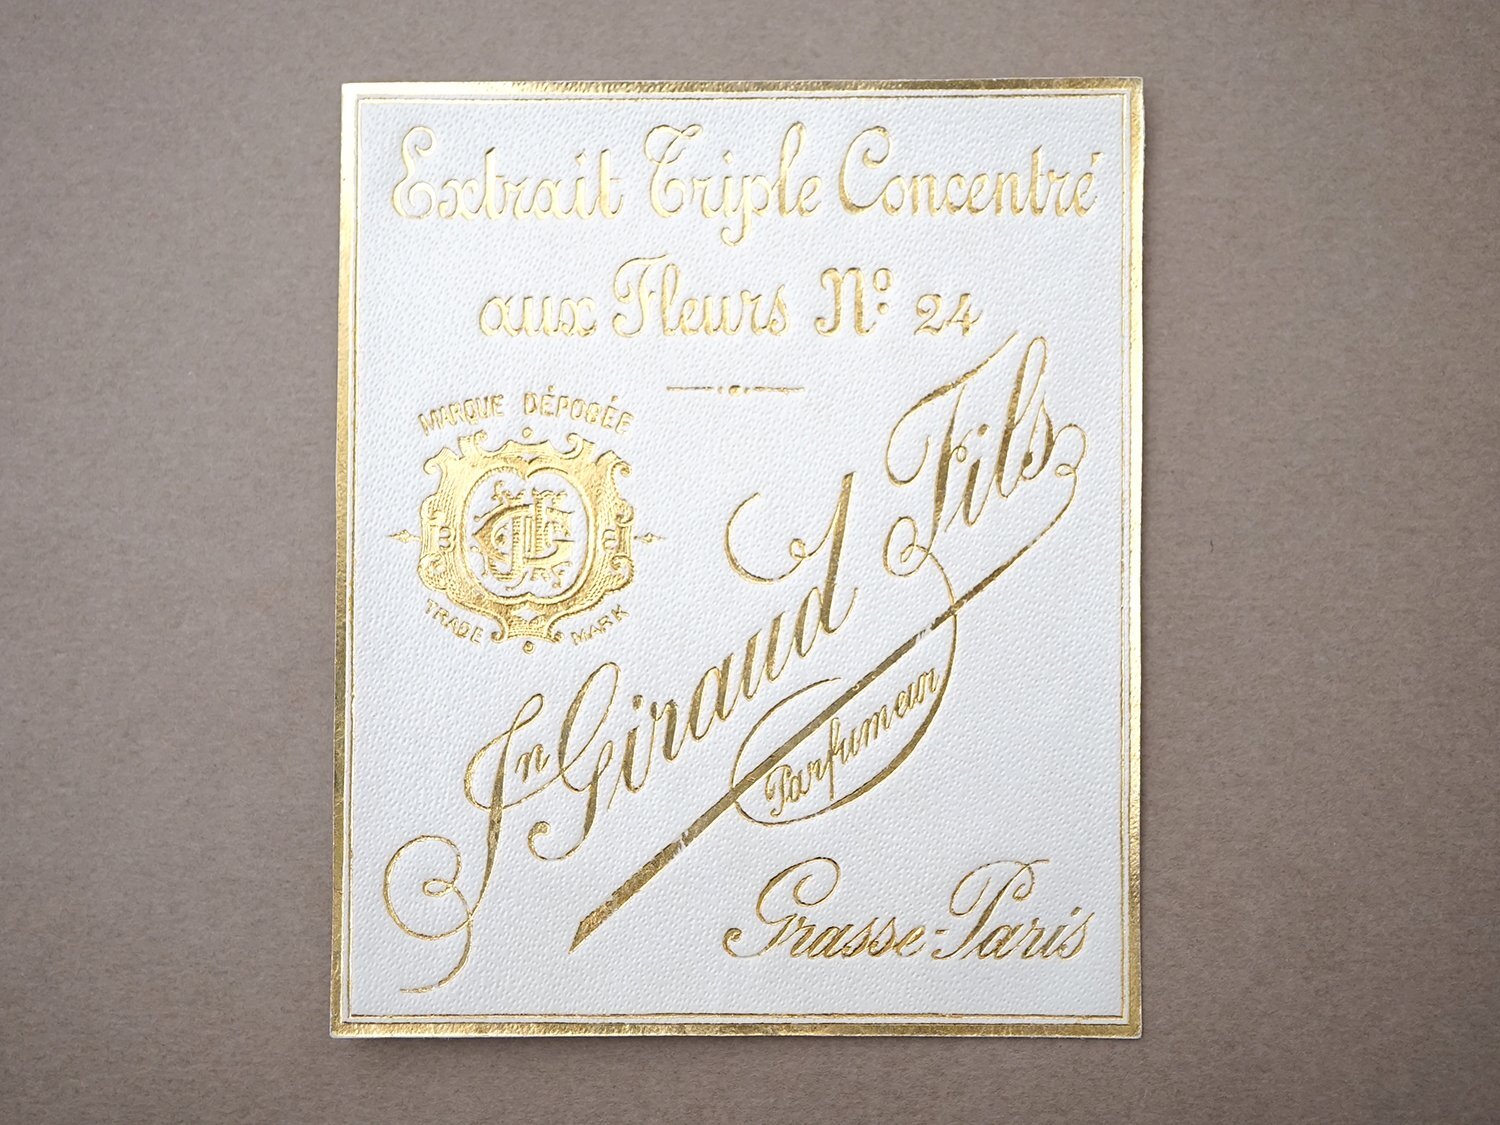 Extrait Triple Concentré
aux Fleurs Nº 24
MARQUE DÉPOSÉE
B B
TRADE MARK
Jn Giraud Fils
Parfumeur
Grasse-Paris